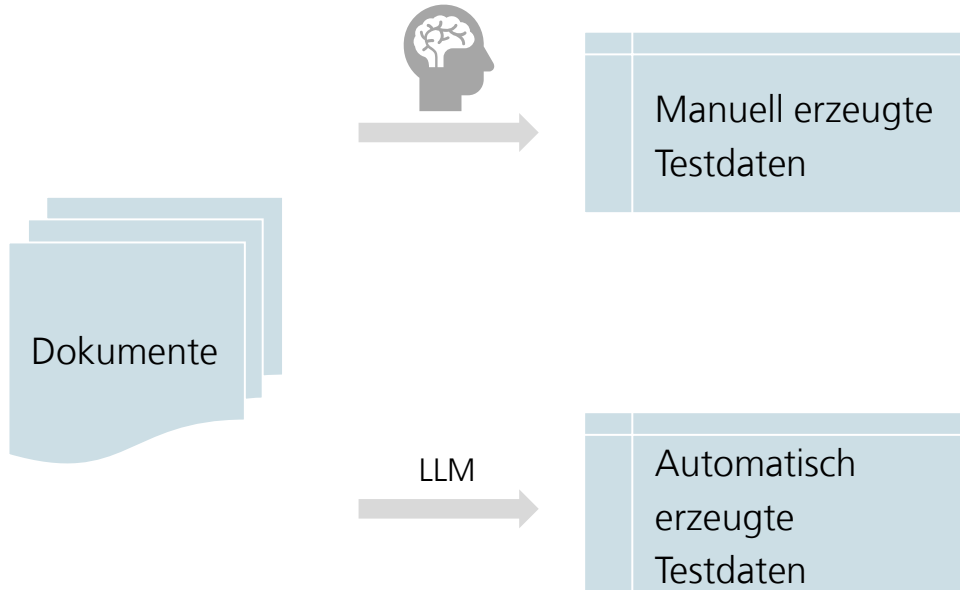 Manuell erzeugte
Testdaten
Dokumente
LLM
Automatisch
erzeugte
Testdaten